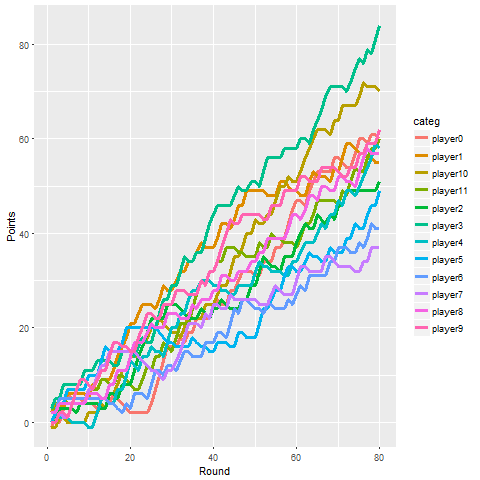 80
60
40
20
0
Points
0
20
40
60
80
Round
categ
player0
player1
player10
player11
player2
player3
player4
player5
player6
player7
player8
player9